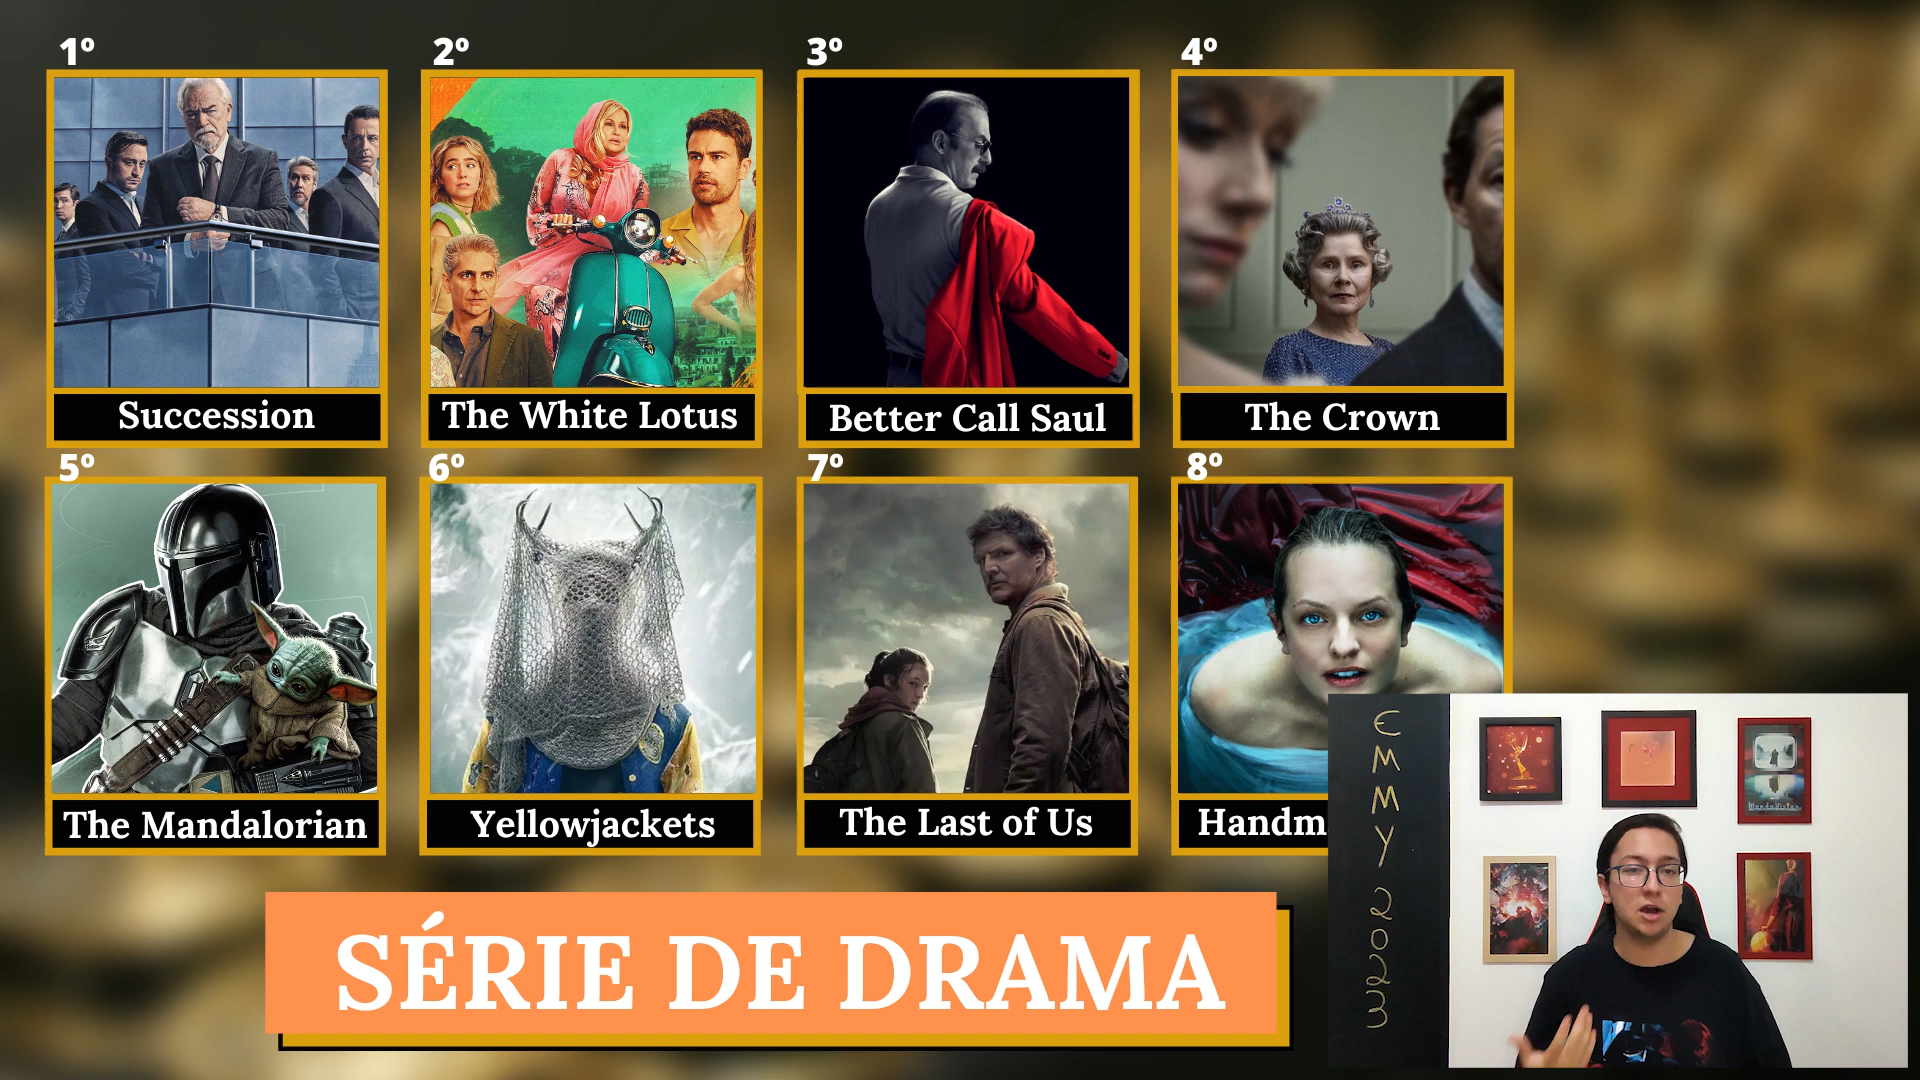 1º
2º
3º
4º
Succession
The White Lotus
Better Call Saul
The Crown
5º
6º
7º
8º
The Mandalorian
Yellowjackets
The Last of Us
Handm
EMMY 2023
WandaVision
SÉRIE DE DRAMA